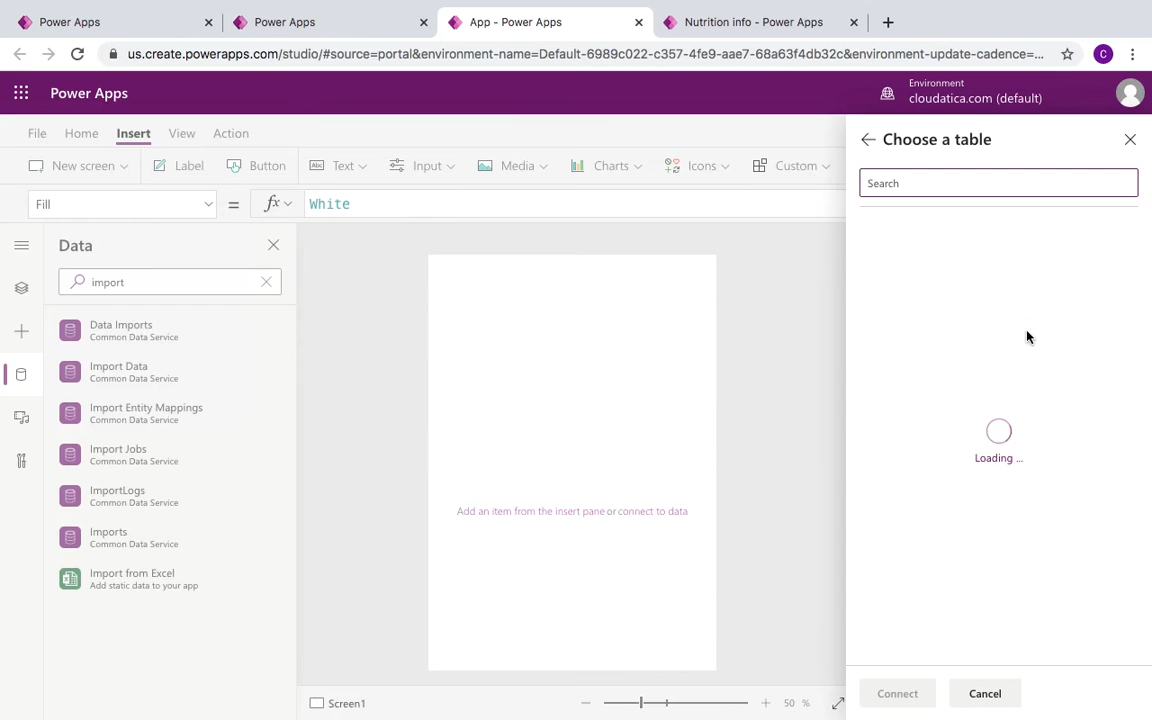 Power Apps
Power Apps
App - Power Apps
Nutrition info - Power Apps
us.create.powerapps.com/studio/#source=portal&environment-name=Default-6989c022-c357-4fe9-aae7-68a63f4db32c&environment-update-cadence=...
C
Power Apps
Environment
cloudatica.com (default)
File
Home
Insert
View
Action
New screen
Label
Button
Abc
Text
Input
Media
Charts
Icons
Custom
Fill
=
fx
White
Data
import
Data Imports
Common Data Service
Import Data
Common Data Service
Import Entity Mappings
Common Data Service
Import Jobs
Common Data Service
ImportLogs
Common Data Service
Imports
Common Data Service
Import from Excel
Add static data to your app
Add an item from the insert pane or connect to data
Screen1
50 %
Choose a table
Search
Loading ...
Connect
Cancel